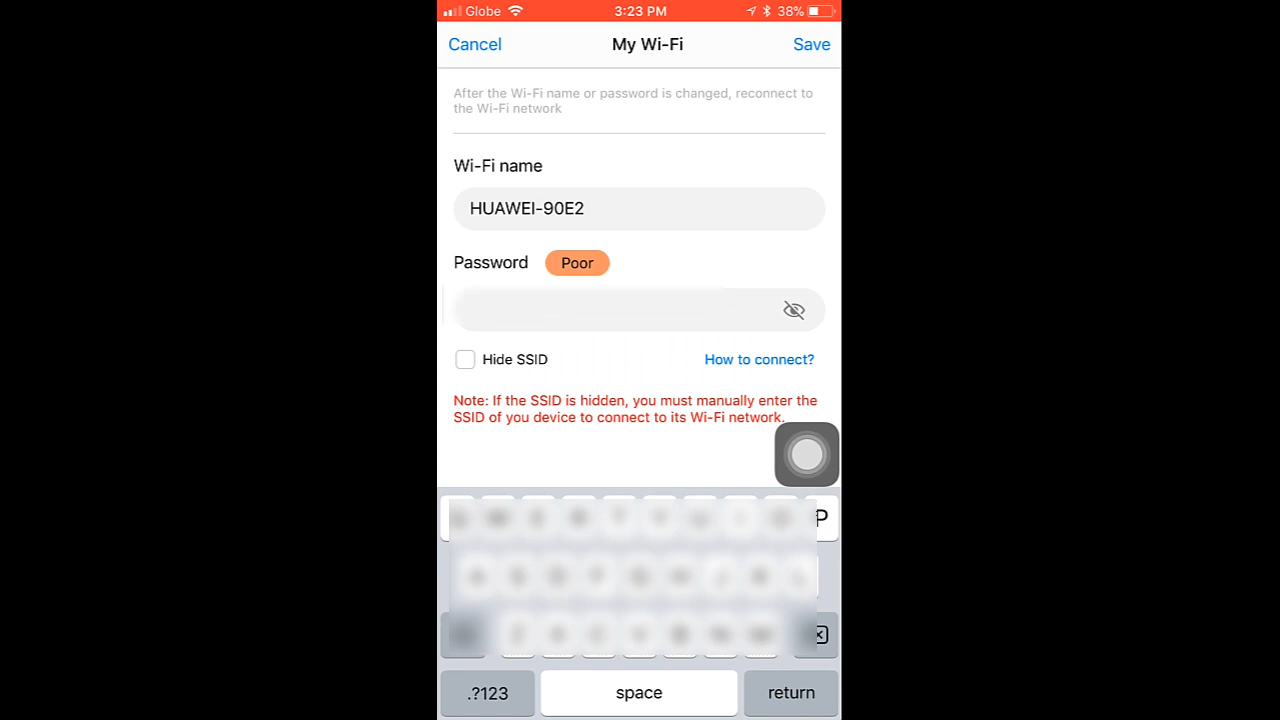 Globe 3:23 PM 38%
Cancel My Wi-Fi Save
After the Wi-Fi name or password is changed, reconnect to
the Wi-Fi network
Wi-Fi name
HUAWEI-90E2
Password Poor
Hide SSID How to connect?
Note: If the SSID is hidden, you must manually enter the
SSID of you device to connect to its Wi-Fi network.
P
.?123 space return